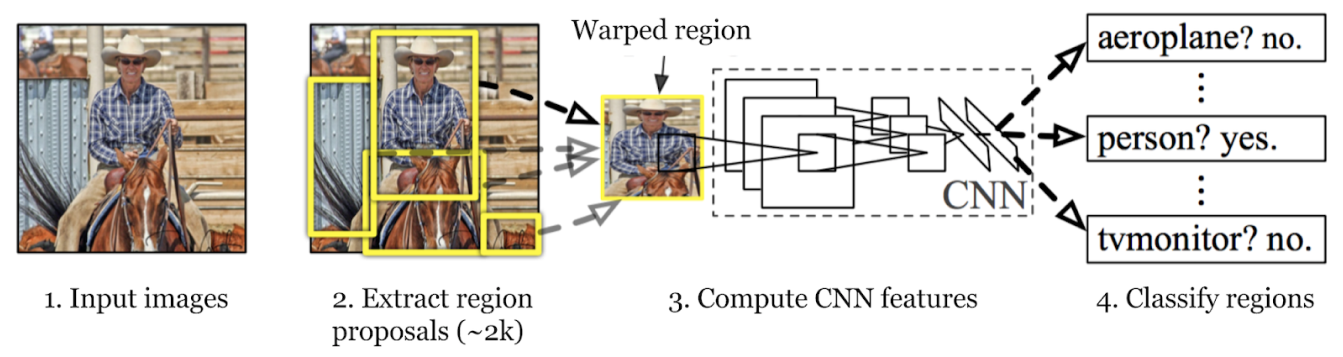 Warped region
aeroplane? no.
⋮
person? yes.
⋮
tvmonitor? no.
CNN
1. Input images
2. Extract region
proposals (~2k)
3. Compute CNN features
4. Classify regions